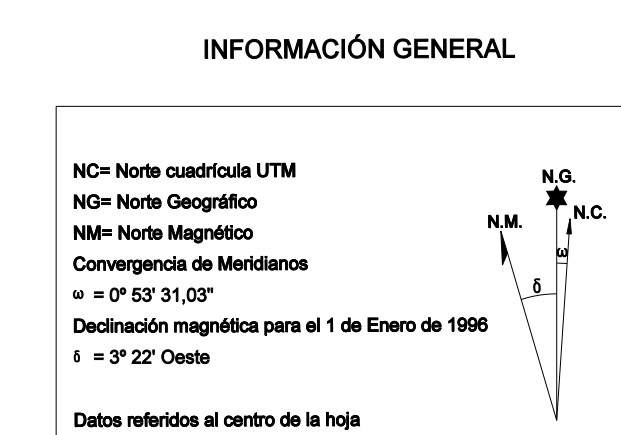 INFORMACIÓN GENERAL
NC= Norte cuadrícula UTM
NG= Norte Geográfico
NM= Norte Magnético
Convergencia de Meridianos
ω = 0º 53' 31,03"
Declinación magnética para el 1 de Enero de 1996
δ = 3º 22' Oeste
Datos referidos al centro de la hoja
N.G.
N.C.
N.M.
ω
δ